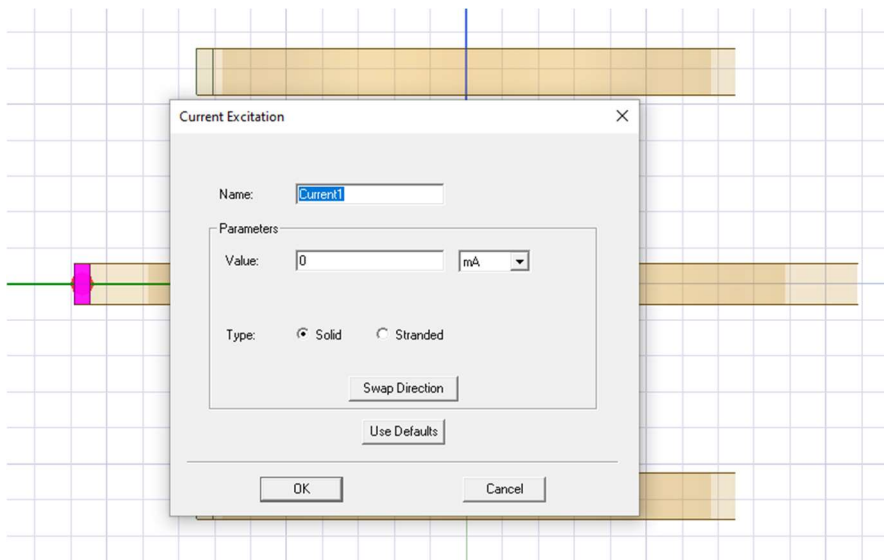 Current Excitation
Name: Current1
Parameters
Value: 0 mA
Type: Solid Stranded
Swap Direction
Use Defaults
OK Cancel